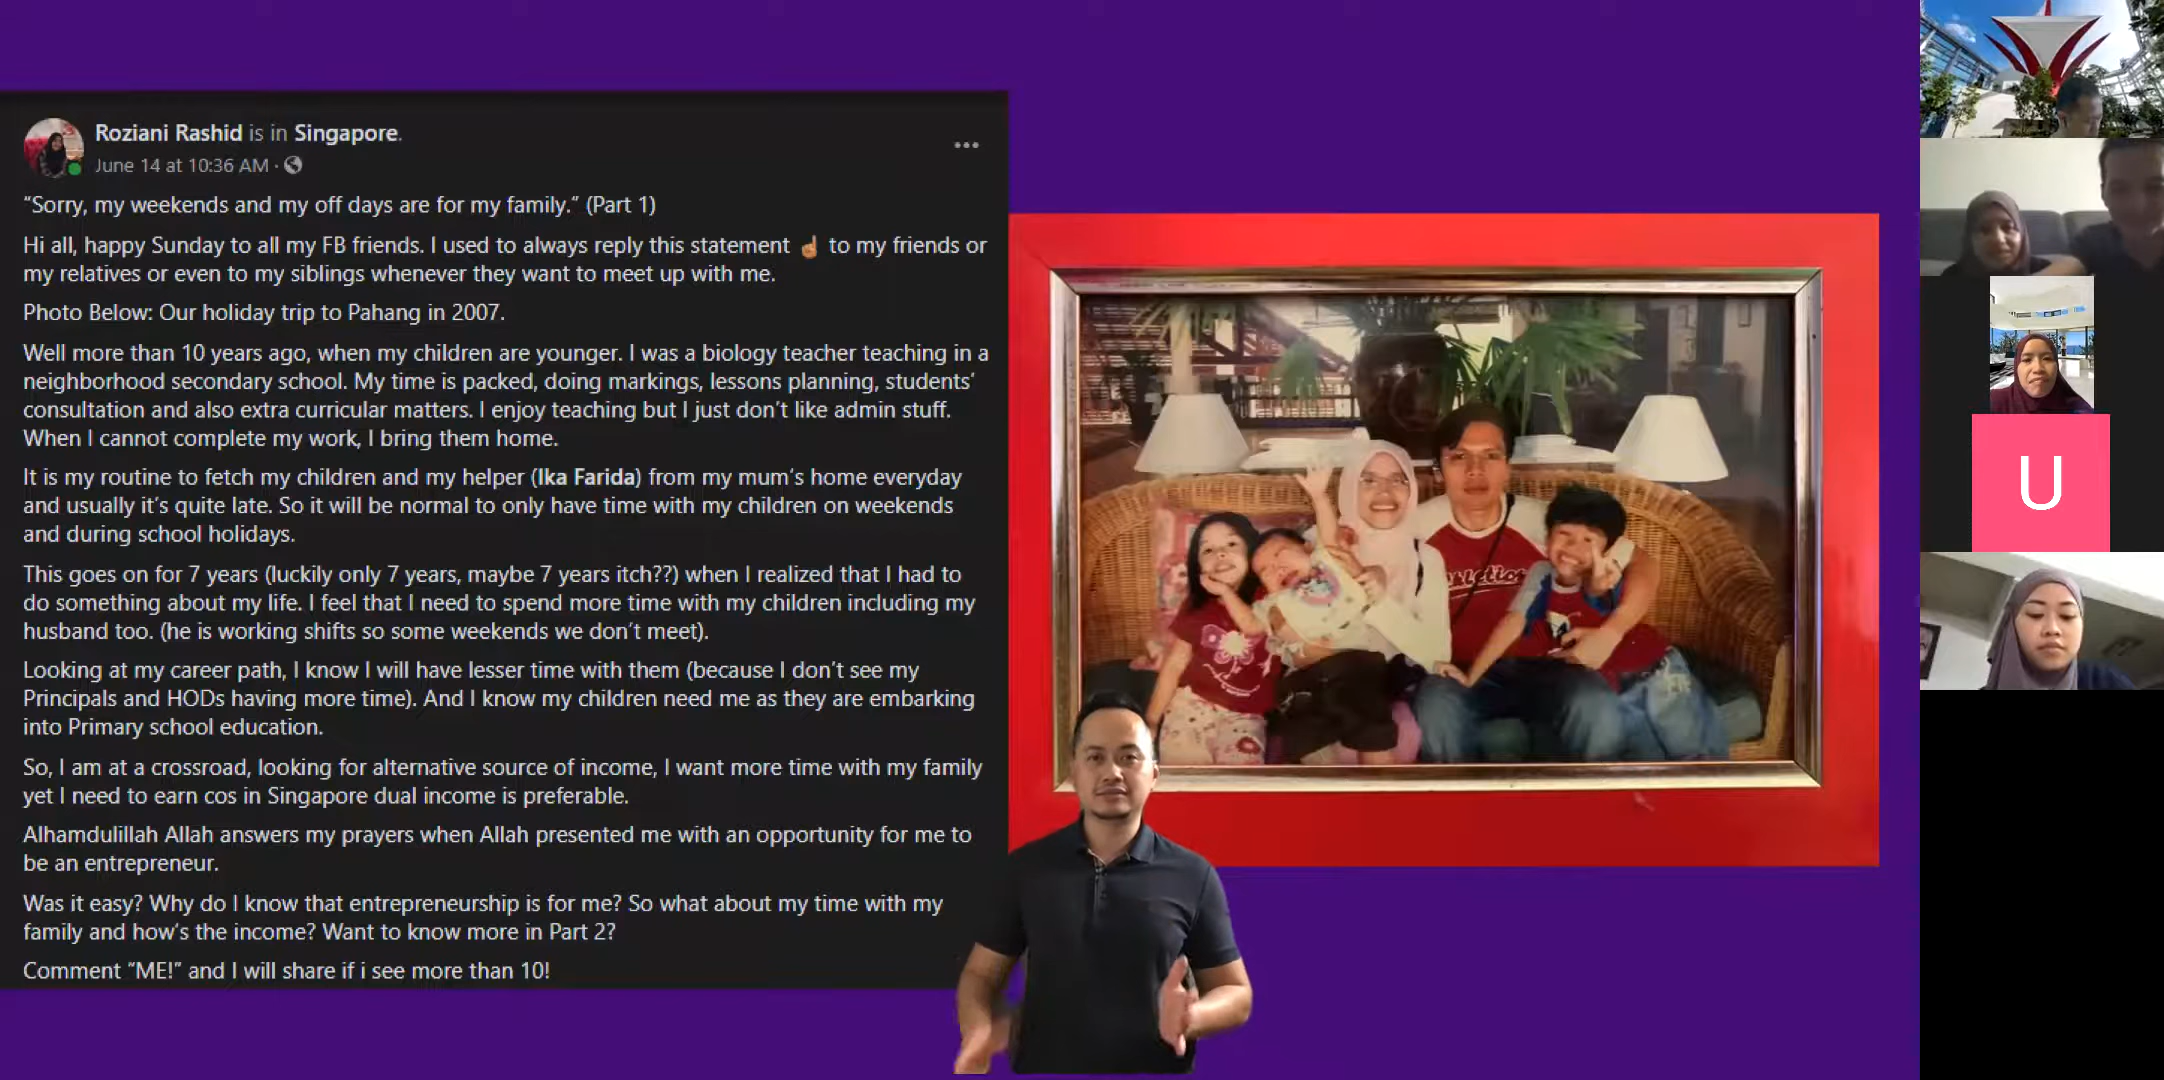 Roziani Rashid is in Singapore.
June 14 at 10:36 AM ·
“Sorry, my weekends and my off days are for my family.” (Part 1)
Hi all, happy Sunday to all my FB friends. I used to always reply this statement ☝🏽 to my friends or
my relatives or even to my siblings whenever they want to meet up with me.
Photo Below: Our holiday trip to Pahang in 2007.
Well more than 10 years ago, when my children are younger. I was a biology teacher teaching in a
neighborhood secondary school. My time is packed, doing markings, lessons planning, students’
consultation and also extra curricular matters. I enjoy teaching but I just don’t like admin stuff.
When I cannot complete my work, I bring them home.
It is my routine to fetch my children and my helper (Ika Farida) from my mum’s home everyday
and usually it’s quite late. So it will be normal to only have time with my children on weekends
and during school holidays.
This goes on for 7 years (luckily only 7 years, maybe 7 years itch??) when I realized that I had to
do something about my life. I feel that I need to spend more time with my children including my
husband too. (he is working shifts so some weekends we don’t meet).
Looking at my career path, I know I will have lesser time with them (because I don’t see my
Principals and HODs having more time). And I know my children need me as they are embarking
into Primary school education.
So, I am at a crossroad, looking for alternative source of income, I want more time with my family
yet I need to earn cos in Singapore dual income is preferable.
Alhamdulillah Allah answers my prayers when Allah presented me with an opportunity for me to
be an entrepreneur.
Was it easy? Why do I know that entrepreneurship is for me? So what about my time with my
family and how’s the income? Want to know more in Part 2?
Comment “ME!” and I will share if i see more than 10!
U